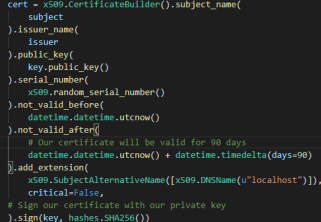 cert = x509.CertificateBuilder().subject_name(
    subject
).issuer_name(
    issuer
).public_key(
    key.public_key()
).serial_number(
    x509.random_serial_number()
).not_valid_before(
    datetime.datetime.utcnow()
).not_valid_after(
    # Our certificate will be valid for 90 days
    datetime.datetime.utcnow() + datetime.timedelta(days=90)
).add_extension(
    x509.SubjectAlternativeName([x509.DNSName(u"localhost")]),
    critical=False,
# Sign our certificate with our private key
).sign(key, hashes.SHA256())